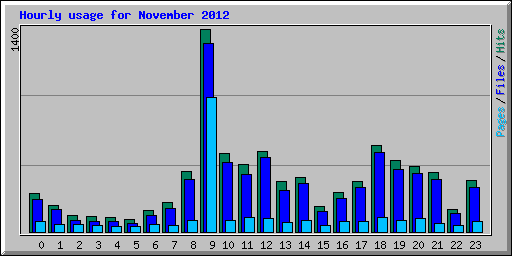 Hourly usage for November 2012
1400
Pages / Files / Hits
0 1 2 3 4 5 6 7 8 9 10 11 12 13 14 15 16 17 18 19 20 21 22 23